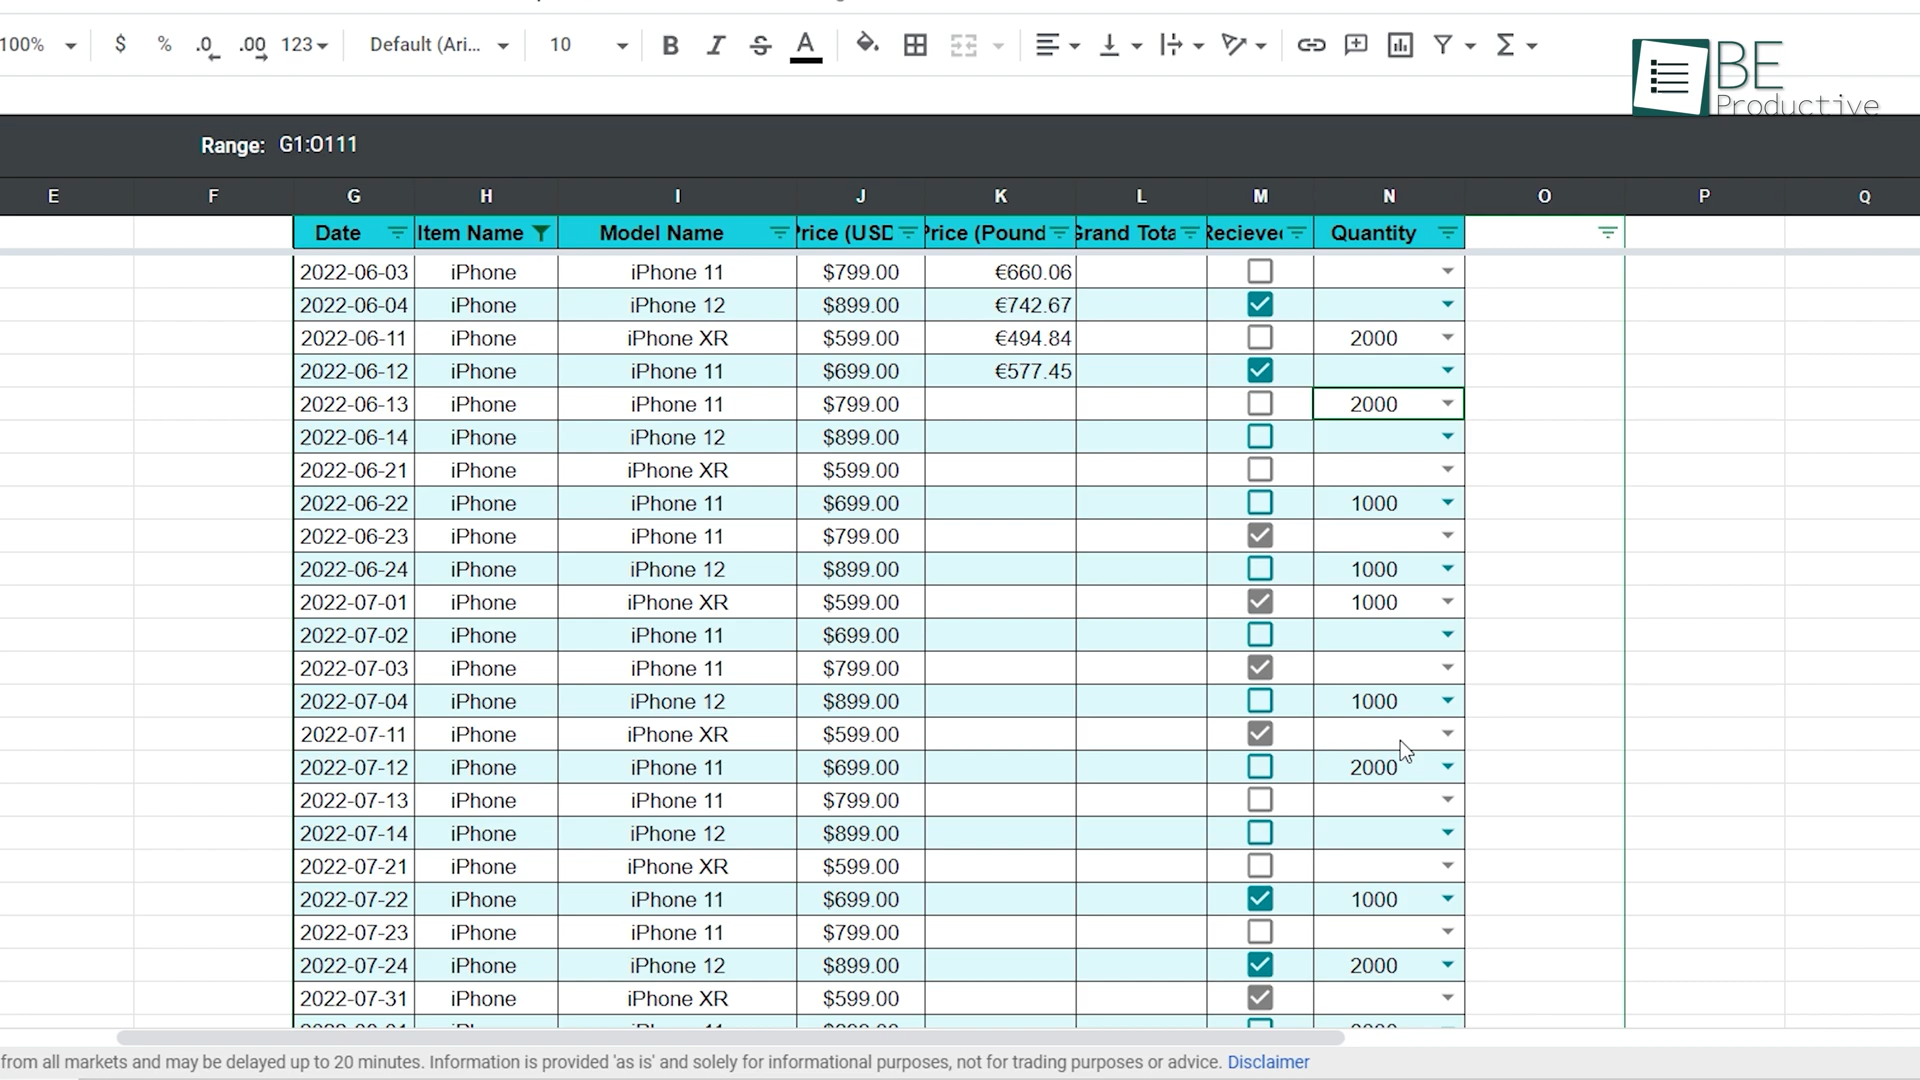 100% $ % .0 .00 123 Default (Ari... 10 B I S A Σ
BE
Productive
Range: G1:O111
E F G H I J K L M N O P Q
Date Item Name Model Name Price (USD Price (Pound Grand Tota Recieved Quantity
2022-06-03 iPhone iPhone 11 $799.00 €660.06
2022-06-04 iPhone iPhone 12 $899.00 €742.67
2022-06-11 iPhone iPhone XR $599.00 €494.84 2000
2022-06-12 iPhone iPhone 11 $699.00 €577.45
2022-06-13 iPhone iPhone 11 $799.00 2000
2022-06-14 iPhone iPhone 12 $899.00
2022-06-21 iPhone iPhone XR $599.00
2022-06-22 iPhone iPhone 11 $699.00 1000
2022-06-23 iPhone iPhone 11 $799.00
2022-06-24 iPhone iPhone 12 $899.00 1000
2022-07-01 iPhone iPhone XR $599.00 1000
2022-07-02 iPhone iPhone 11 $699.00
2022-07-03 iPhone iPhone 11 $799.00
2022-07-04 iPhone iPhone 12 $899.00 1000
2022-07-11 iPhone iPhone XR $599.00
2022-07-12 iPhone iPhone 11 $699.00 2000
2022-07-13 iPhone iPhone 11 $799.00
2022-07-14 iPhone iPhone 12 $899.00
2022-07-21 iPhone iPhone XR $599.00
2022-07-22 iPhone iPhone 11 $699.00 1000
2022-07-23 iPhone iPhone 11 $799.00
2022-07-24 iPhone iPhone 12 $899.00 2000
2022-07-31 iPhone iPhone XR $599.00
from all markets and may be delayed up to 20 minutes. Information is provided 'as is' and solely for informational purposes, not for trading purposes or advice. Disclaimer